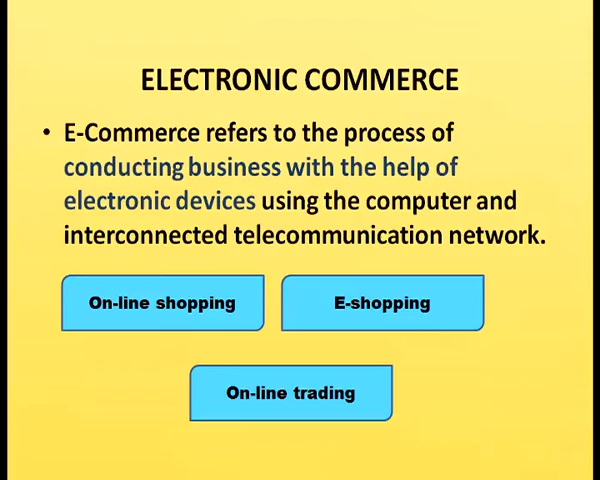 ELECTRONIC COMMERCE
• E-Commerce refers to the process of
conducting business with the help of
electronic devices using the computer and
interconnected telecommunication network.
On-line shopping
E-shopping
On-line trading